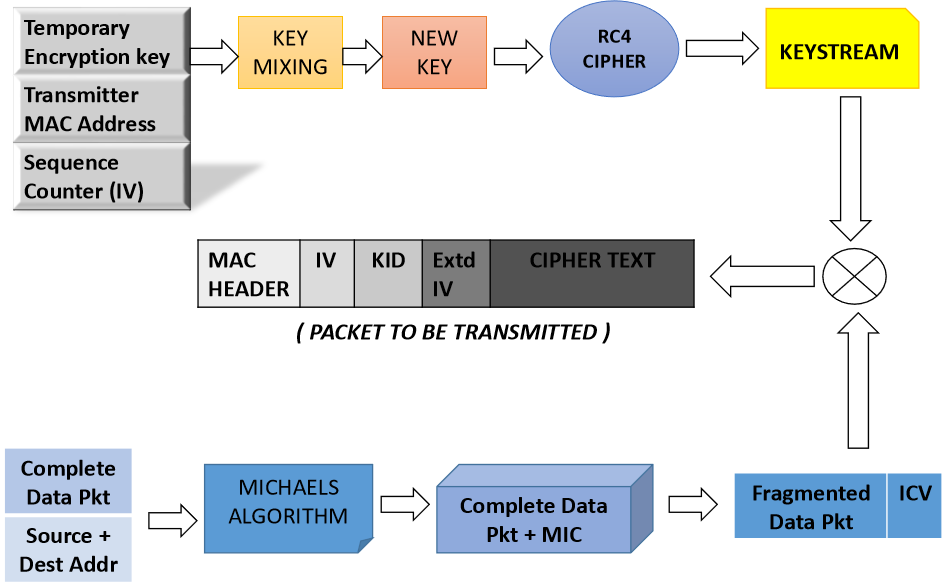 Temporary
Encryption key
Transmitter
MAC Address
Sequence
Counter (IV)
KEY
MIXING
NEW
KEY
RC4
CIPHER
KEYSTREAM
MAC
HEADER
IV
KID
Extd
IV
CIPHER TEXT
( PACKET TO BE TRANSMITTED )
Complete
Data Pkt
Source +
Dest Addr
MICHAELS
ALGORITHM
Complete Data
Pkt + MIC
Fragmented
Data Pkt
ICV